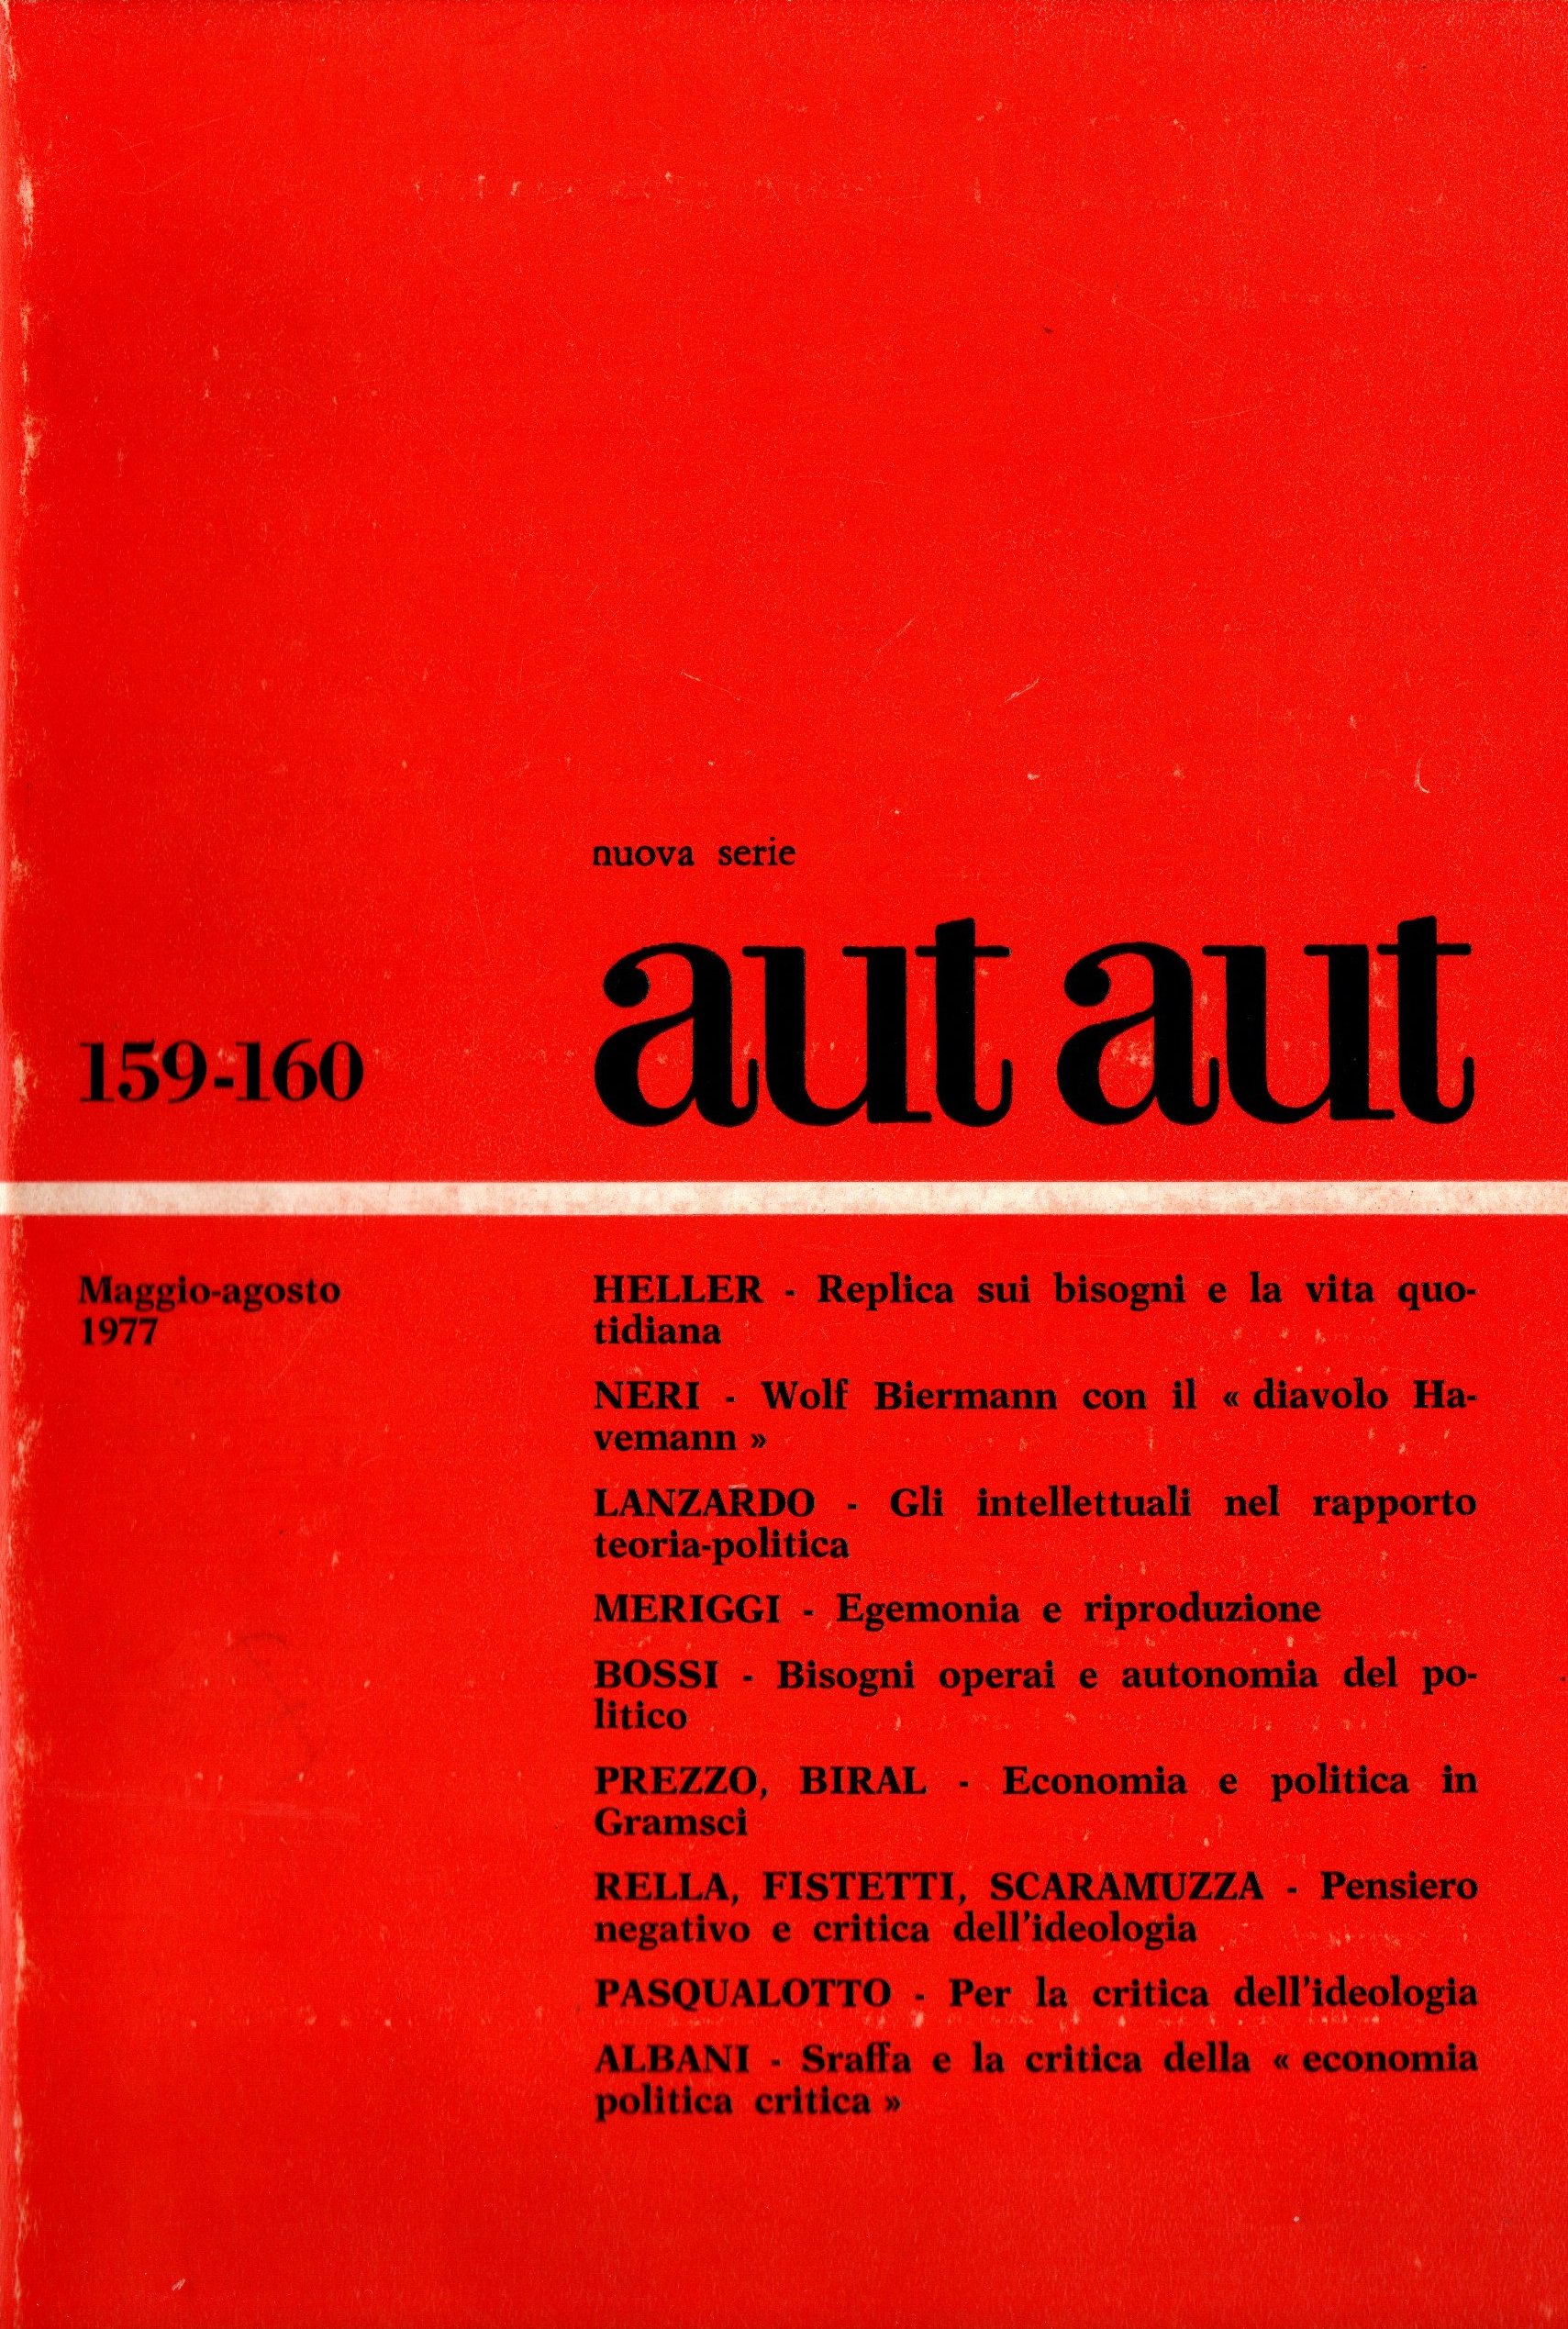 nuova serie
aut aut
159-160
Maggio-agosto
1977
HELLER - Replica sui bisogni e la vita quo-
tidiana
NERI - Wolf Biermann con il « diavolo Ha-
vemann »
LANZARDO - Gli intellettuali nel rapporto
teoria-politica
MERIGGI - Egemonia e riproduzione
BOSSI - Bisogni operai e autonomia del po-
litico
PREZZO, BIRAL - Economia e politica in
Gramsci
RELLA, FISTETTI, SCARAMUZZA - Pensiero
negativo e critica dell'ideologia
PASQUALOTTO - Per la critica dell'ideologia
ALBANI - Sraffa e la critica della « economia
politica critica »